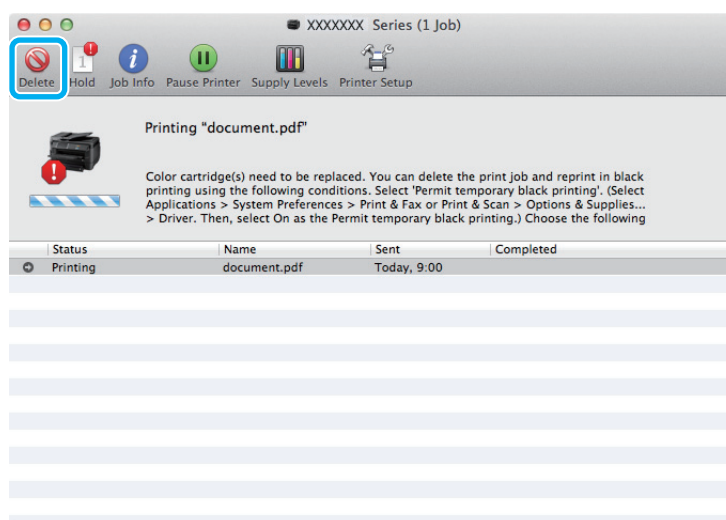 XXXXXXX Series (1 Job)
1
Delete Hold Job Info Pause Printer Supply Levels Printer Setup
Printing "document.pdf"
Color cartridge(s) need to be replaced. You can delete the print job and reprint in black
printing using the following conditions. Select 'Permit temporary black printing'. (Select
Applications > System Preferences > Print & Fax or Print & Scan > Options & Supplies...
> Driver. Then, select On as the Permit temporary black printing.) Choose the following
Status Name Sent Completed
Printing document.pdf Today, 9:00